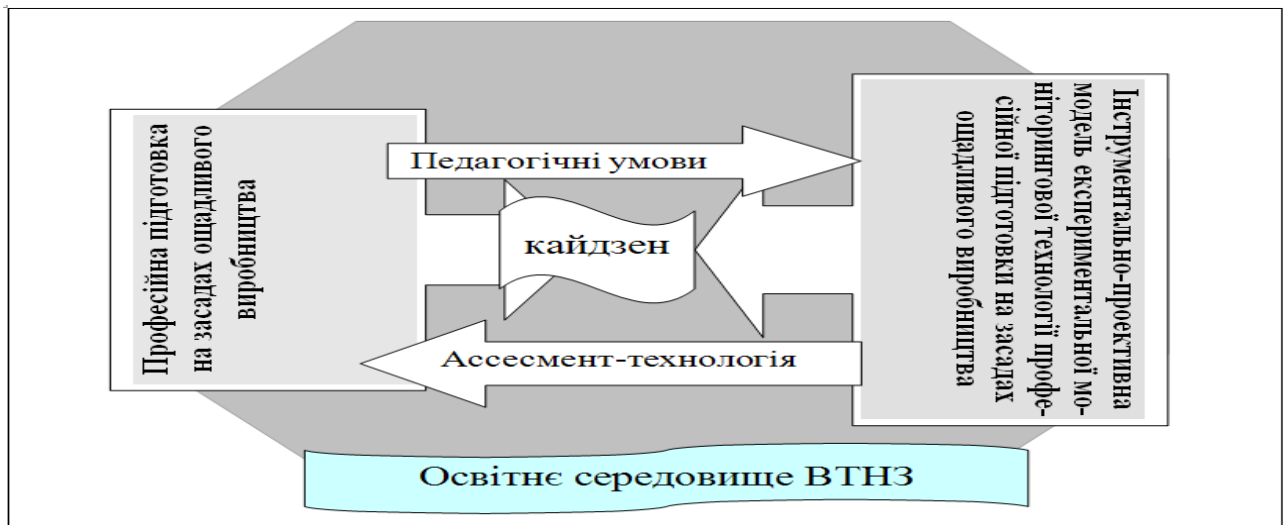 Професійна підготовка
на засадах ощадливого
виробництва
Педагогічні умови
кайдзен
Ассесмент-технологія
Інструментально-проективна
модель експериментальної мо-
ніторингової технології профе-
сійної підготовки на засадах
ощадливого виробництва
Освітнє середовище ВТНЗ